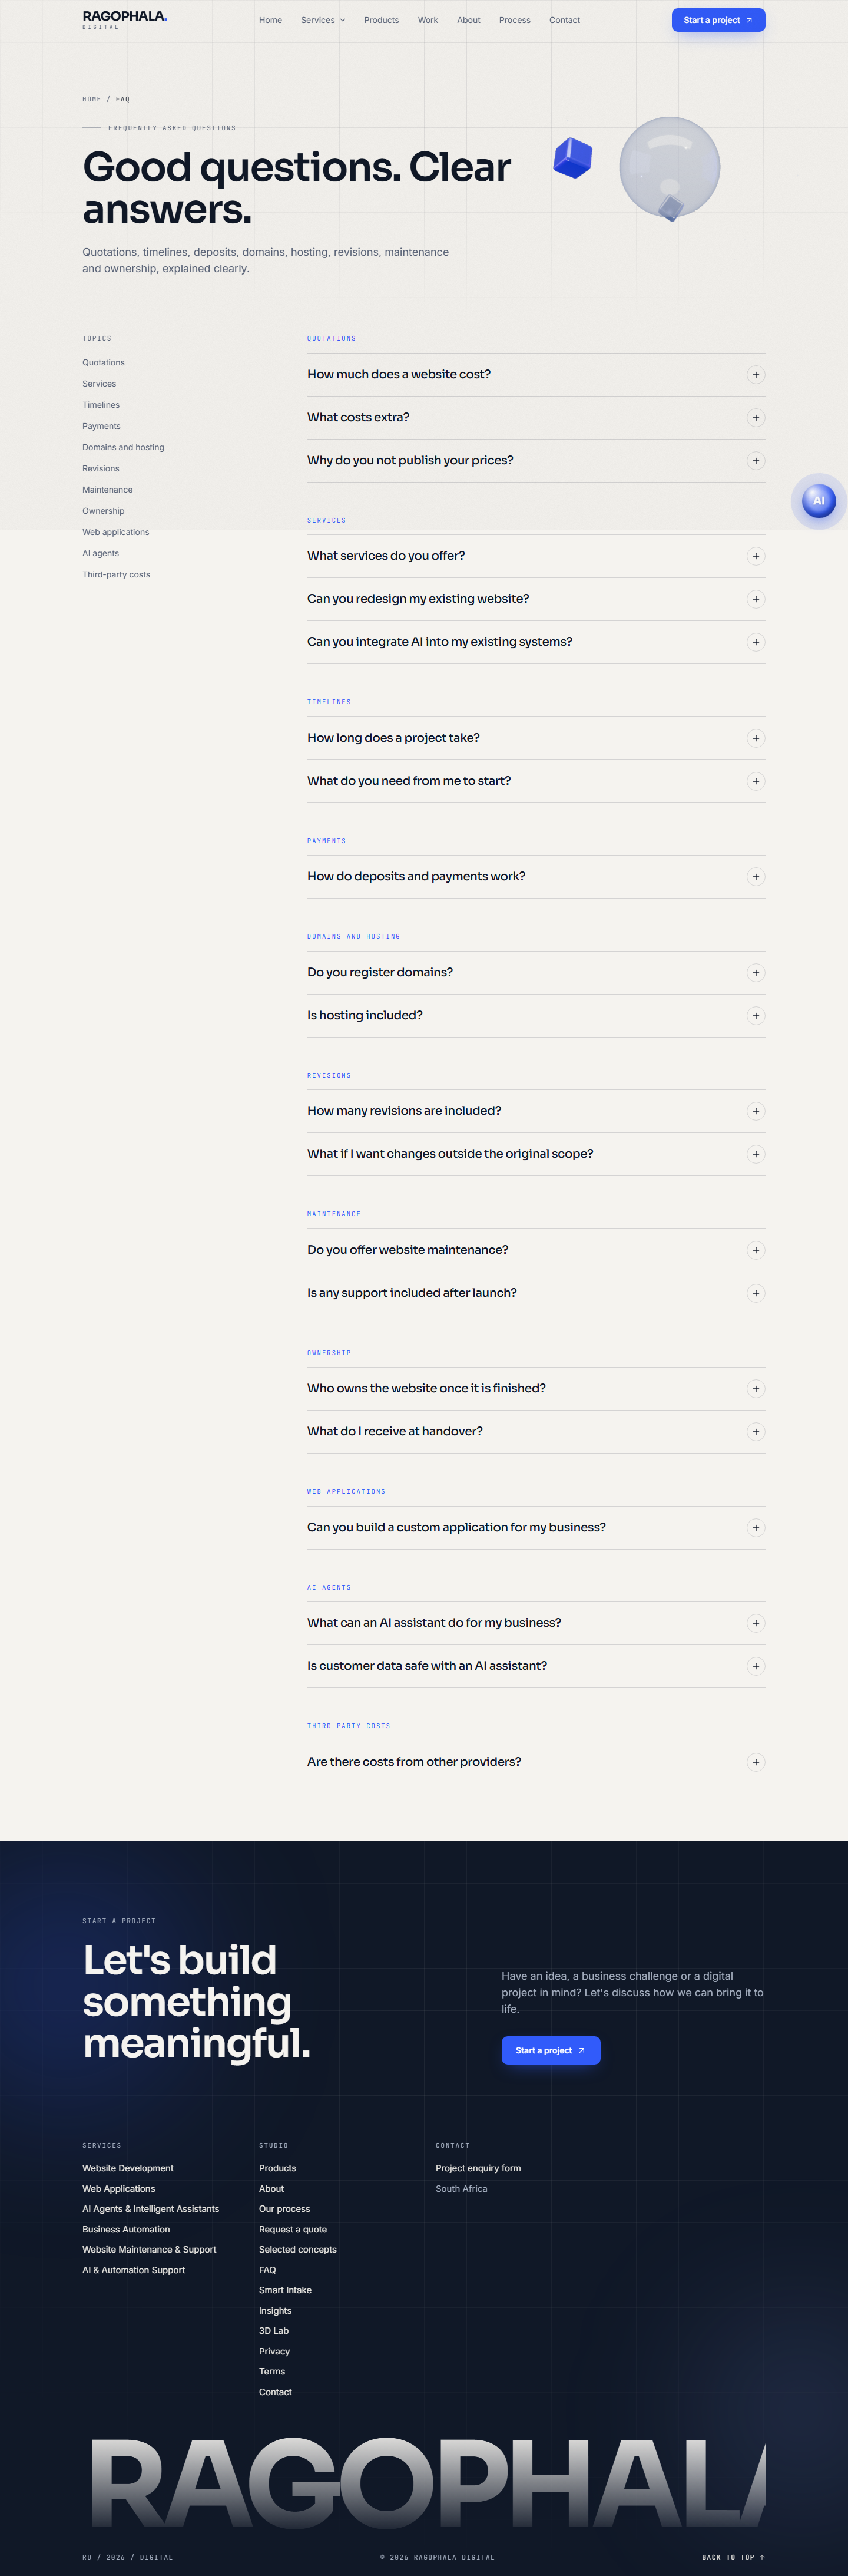 RAGOPHALA.
DIGITAL
Home
Services
Products
Work
About
Process
Contact
Start a project
HOME / FAQ
FREQUENTLY ASKED QUESTIONS
Good questions. Clear
answers.
Quotations, timelines, deposits, domains, hosting, revisions, maintenance
and ownership, explained clearly.
TOPICS
Quotations
Services
Timelines
Payments
Domains and hosting
Revisions
Maintenance
Ownership
Web applications
AI agents
Third-party costs
QUOTATIONS
How much does a website cost?
What costs extra?
Why do you not publish your prices?
AI
SERVICES
What services do you offer?
Can you redesign my existing website?
Can you integrate AI into my existing systems?
TIMELINES
How long does a project take?
What do you need from me to start?
PAYMENTS
How do deposits and payments work?
DOMAINS AND HOSTING
Do you register domains?
Is hosting included?
REVISIONS
How many revisions are included?
What if I want changes outside the original scope?
MAINTENANCE
Do you offer website maintenance?
Is any support included after launch?
OWNERSHIP
Who owns the website once it is finished?
What do I receive at handover?
WEB APPLICATIONS
Can you build a custom application for my business?
AI AGENTS
What can an AI assistant do for my business?
Is customer data safe with an AI assistant?
THIRD-PARTY COSTS
Are there costs from other providers?
START A PROJECT
Let's build
something
meaningful.
Have an idea, a business challenge or a digital
project in mind? Let's discuss how we can bring it to
life.
Start a project
SERVICES
Website Development
Web Applications
AI Agents & Intelligent Assistants
Business Automation
Website Maintenance & Support
AI & Automation Support
STUDIO
Products
About
Our process
Request a quote
Selected concepts
FAQ
Smart Intake
Insights
3D Lab
Privacy
Terms
Contact
CONTACT
Project enquiry form
South Africa
RAGOPHALA
RD / 2026 / DIGITAL
© 2026 RAGOPHALA DIGITAL
BACK TO TOP ↑